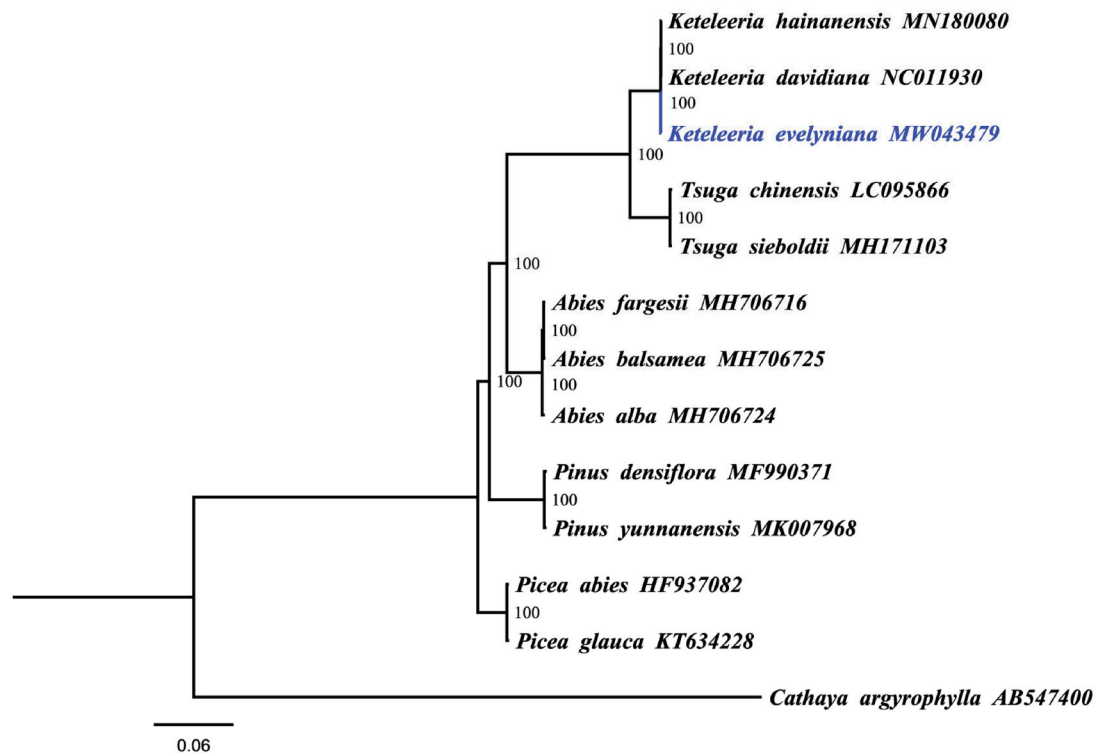 Keteleeria hainanensis MN180080
100
Keteleeria davidiana NC011930
100
Keteleeria evelyniana MW043479
100
Tsuga chinensis LC095866
100
Tsuga sieboldii MH171103
100
Abies fargesii MH706716
100
Abies balsamea MH706725
100
100
Abies alba MH706724
Pinus densiflora MF990371
100
Pinus yunnanensis MK007968
Picea abies HF937082
100
Picea glauca KT634228
Cathaya argyrophylla AB547400
0.06